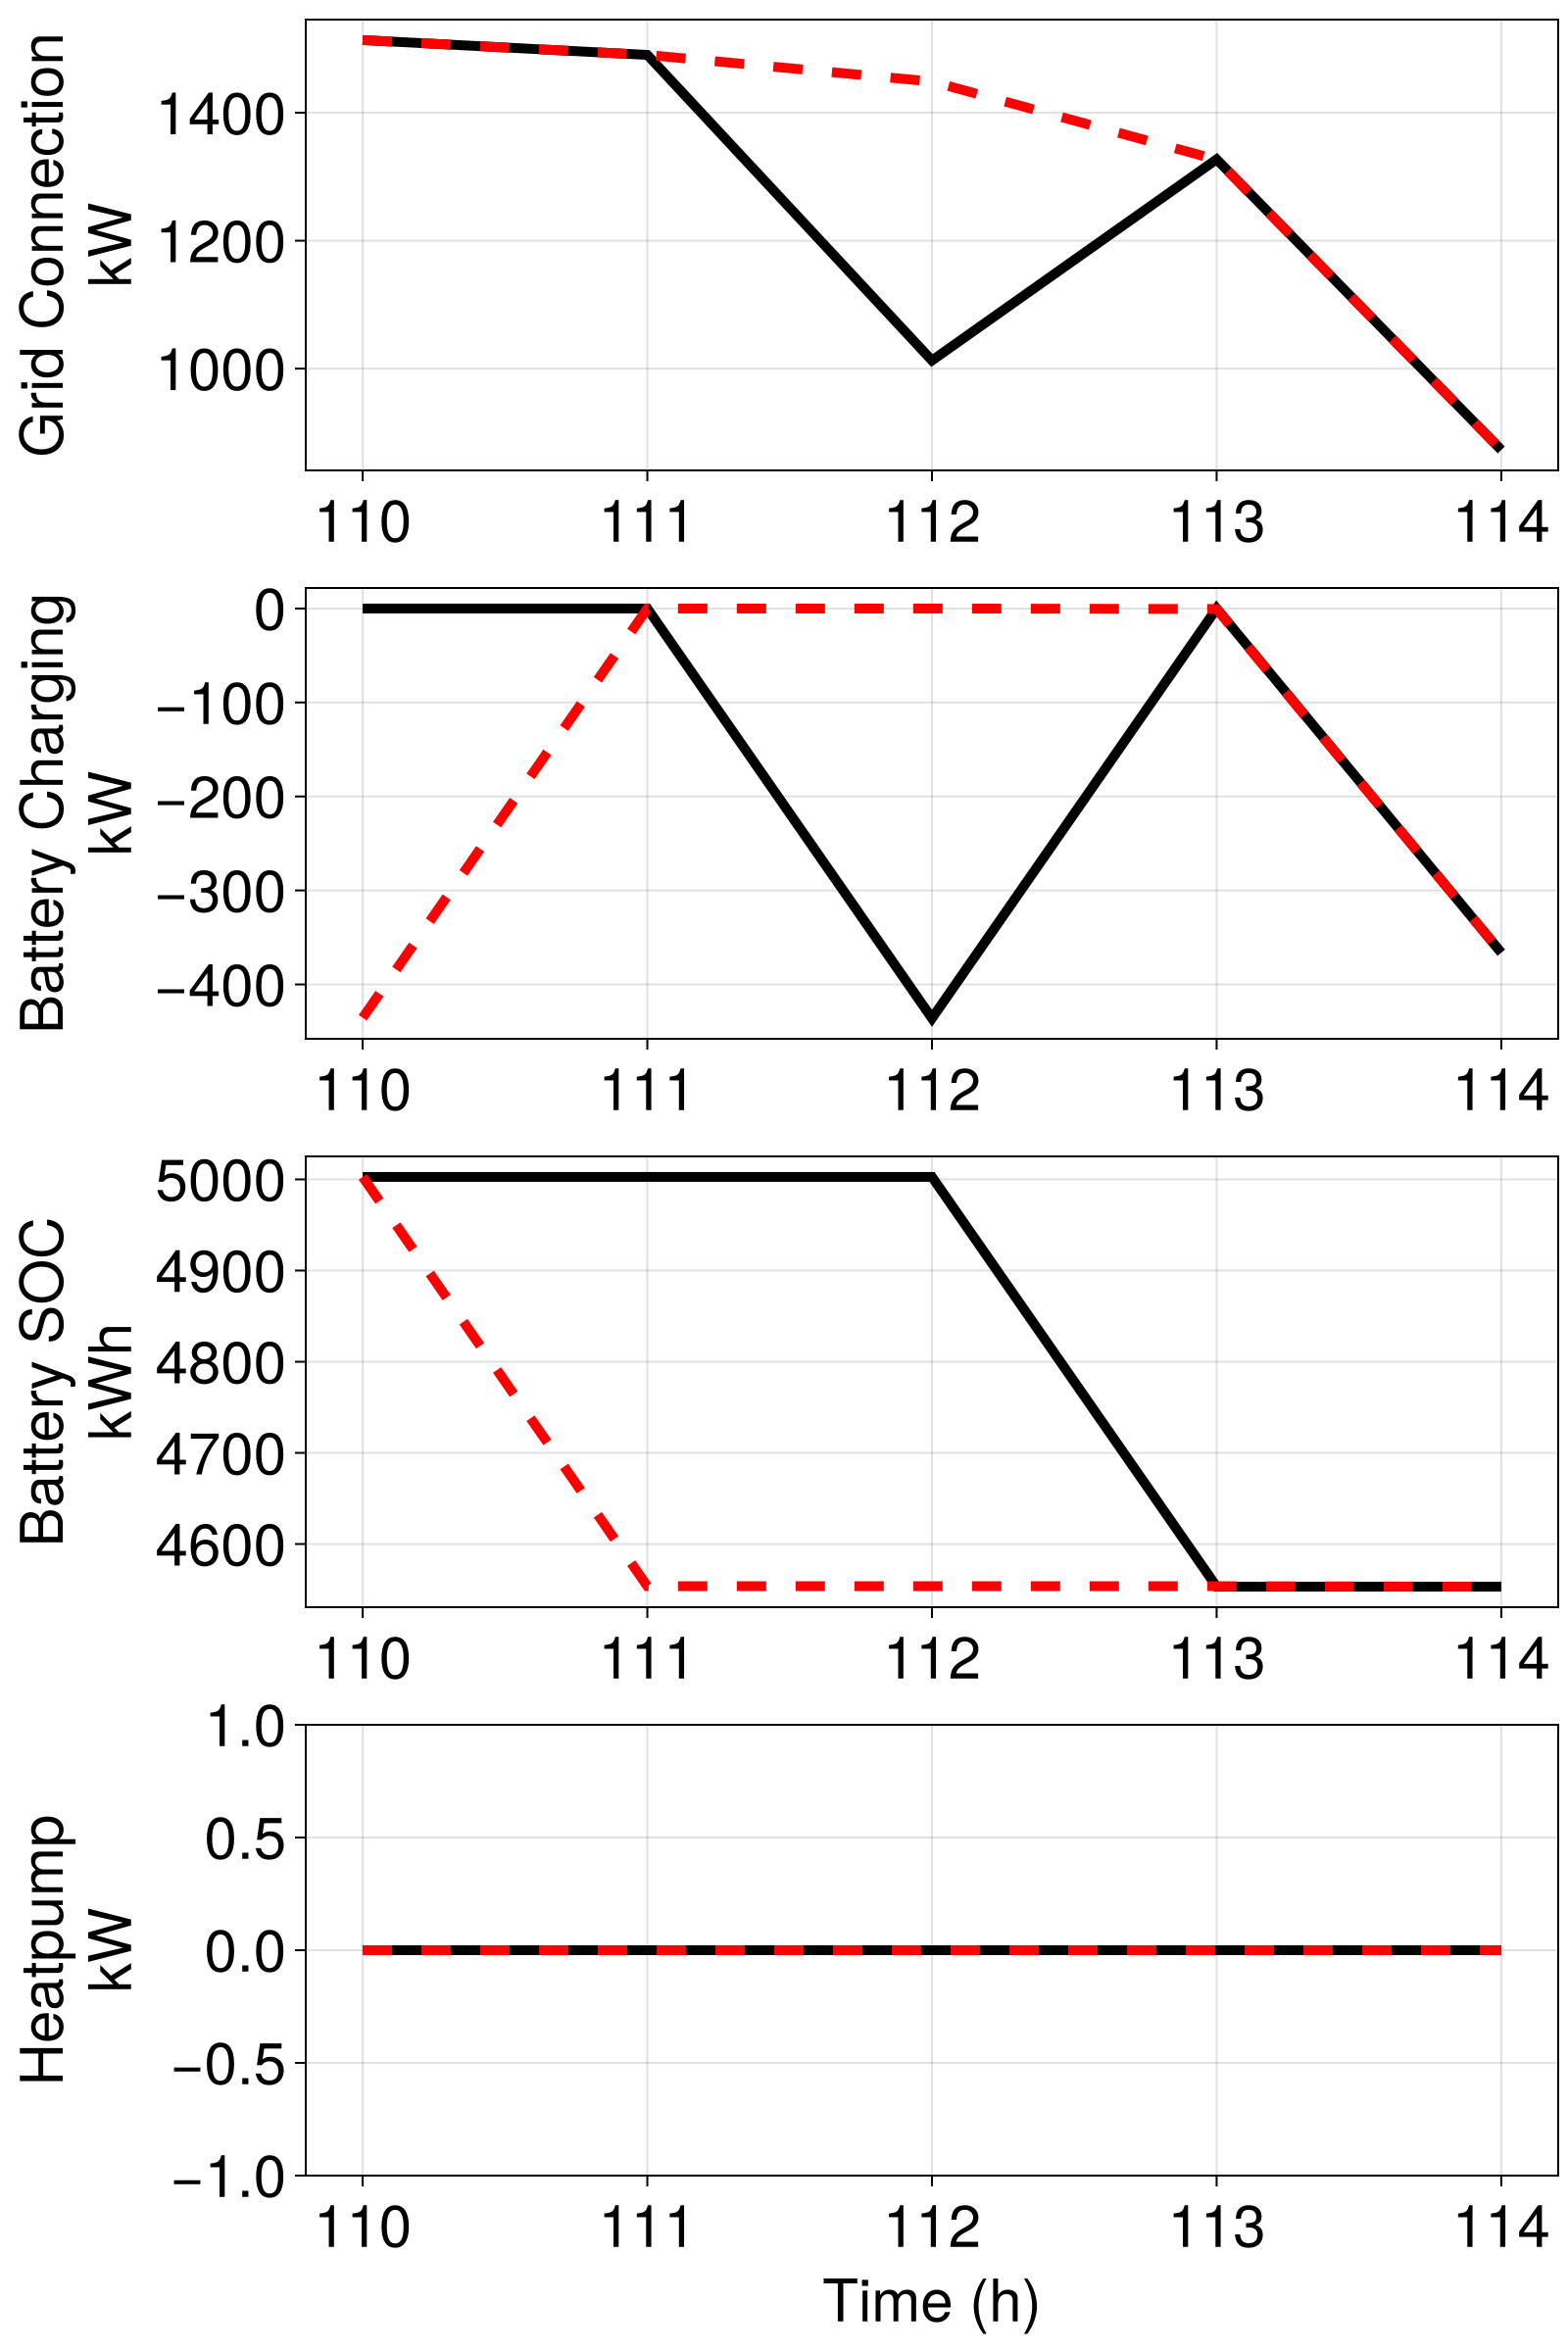 Grid Connection
kW
1400
1200
1000
110 111 112 113 114
Battery Charging
kW
0
−100
−200
−300
−400
110 111 112 113 114
Battery SOC
kWh
5000
4900
4800
4700
4600
110 111 112 113 114
Heatpump
kW
1.0
0.5
0.0
−0.5
−1.0
110 111 112 113 114
Time (h)